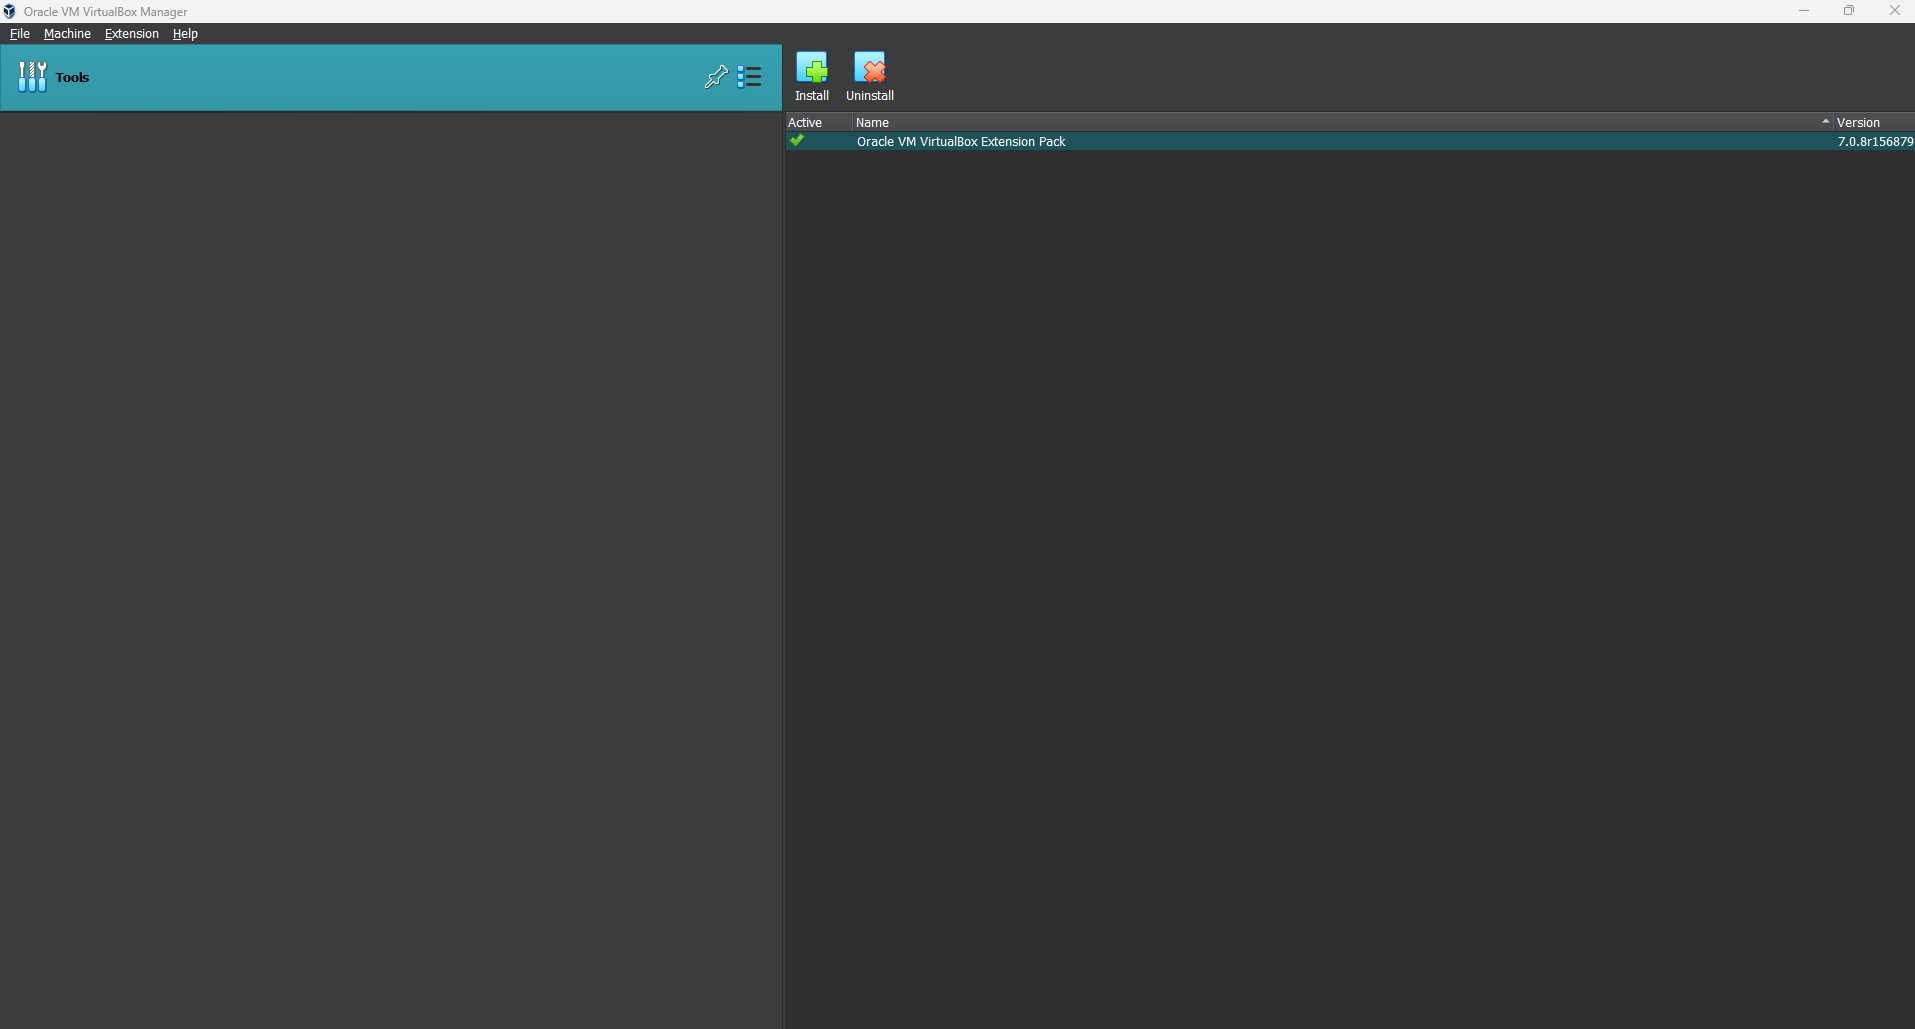 Oracle VM VirtualBox Manager
File Machine Extension Help
Tools
Install Uninstall
Active Name Version
Oracle VM VirtualBox Extension Pack 7.0.8r156879